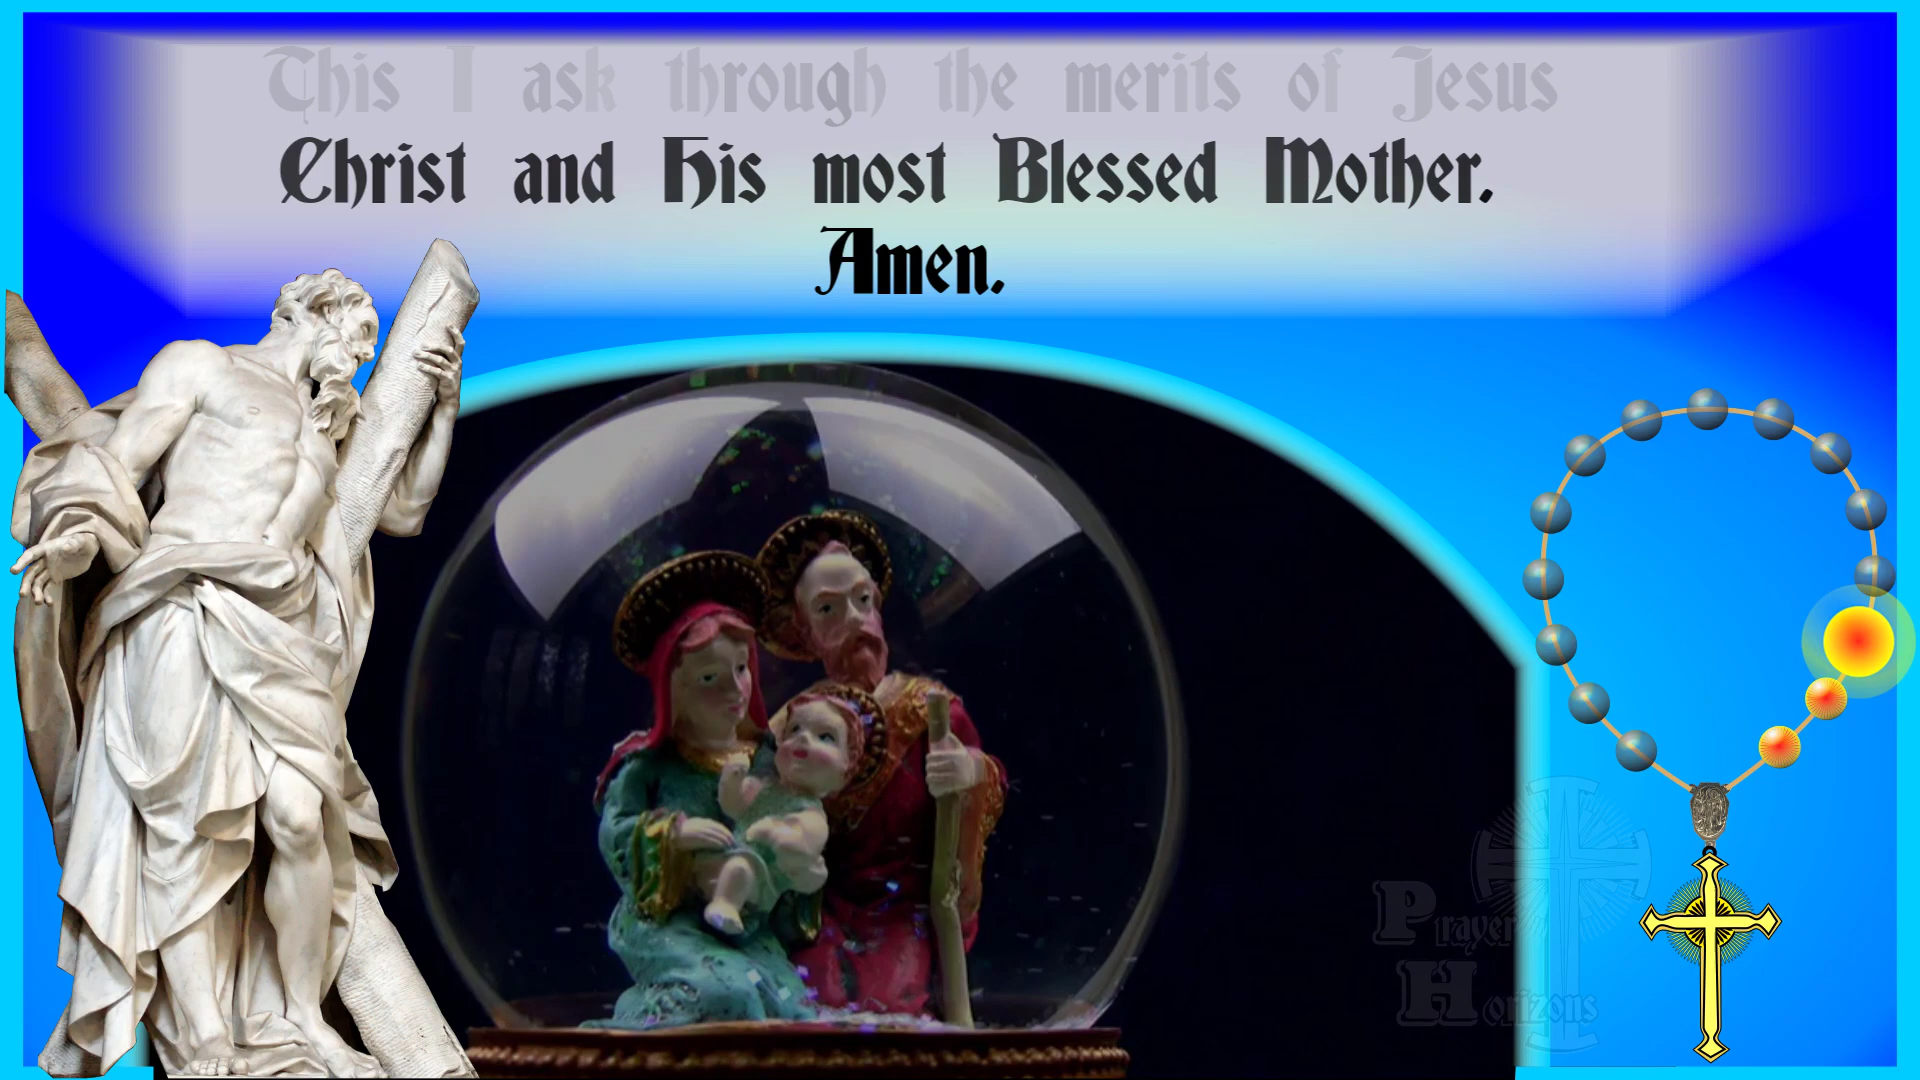 This I ask through the merits of Jesus
Christ and His most Blessed Mother.
Amen.
Prayer
Horizons